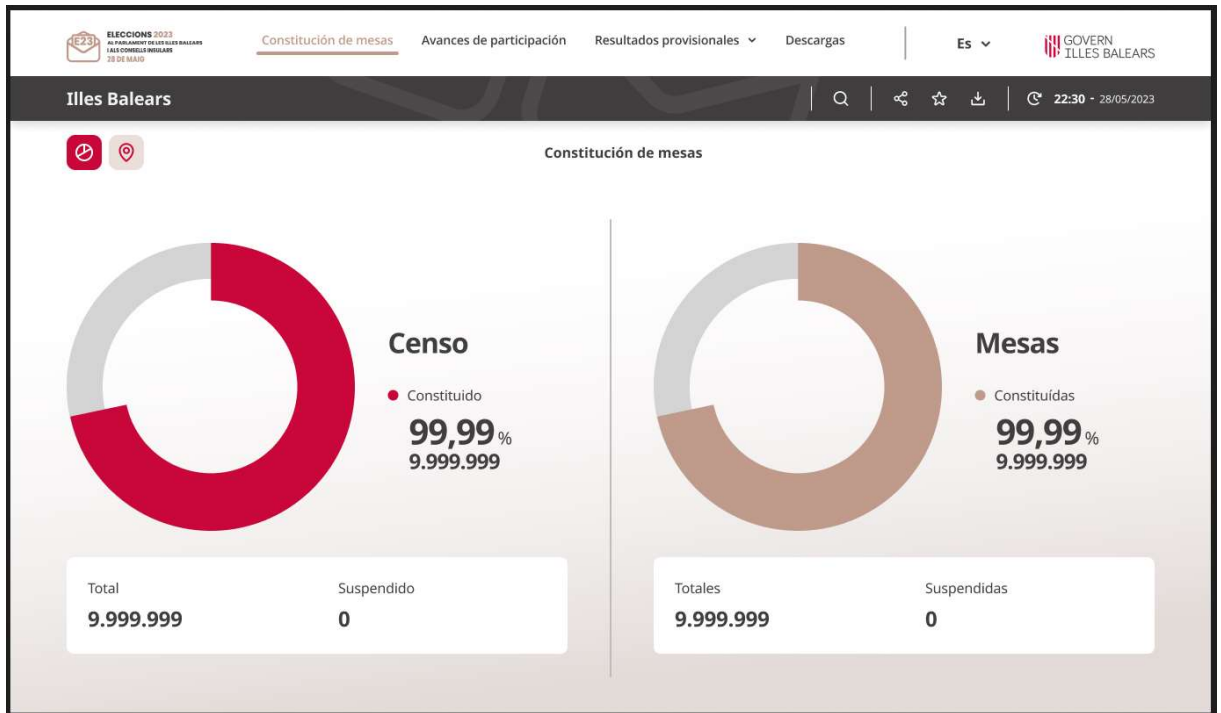 E23
ELECCIONS 2023
AL PARLAMENT DE LES ILLES BALEARS
I ALS CONSELLS INSULARS
28 DE MAIG
Constitución de mesas
Avances de participación
Resultados provisionales
Descargas
Es
GOVERN
ILLES BALEARS
Illes Balears
22:30 - 28/05/2023
Constitución de mesas
Censo
Constituido
99,99 %
9.999.999
Total
Suspendido
9.999.999
0
Mesas
Constituídas
99,99 %
9.999.999
Totales
Suspendidas
9.999.999
0